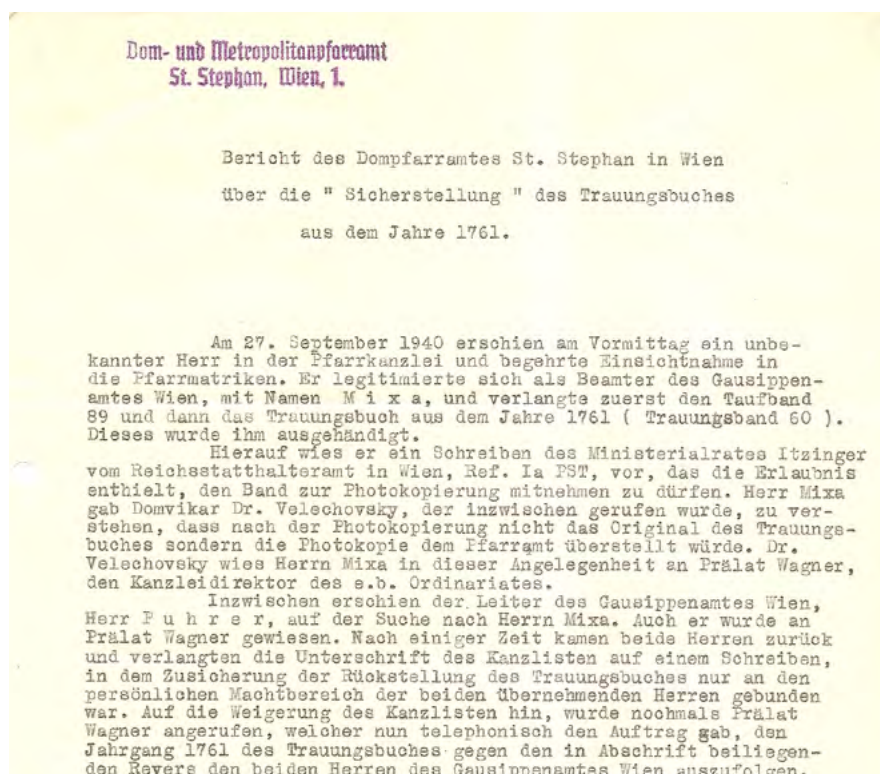 Dom- und Metropolitanpfarramt
St. Stephan, Wien, 1.
Bericht des Dompfarramtes St. Stephan in Wien
über die " Sicherstellung " des Trauungsbuches
aus dem Jahre 1761.
Am 27. September 1940 erschien am Vormittag ein unbe-
kannter Herr in der Pfarrkanzlei und begehrte Einsichtnahme in
die Pfarrmatriken. Er legitimierte sich als Beamter des Gausippen-
amtes Wien, mit Namen M i x a, und verlangte zuerst den Taufband
89 und dann das Trauungsbuch aus dem Jahre 1761 ( Trauungsband 60 ).
Dieses wurde ihm ausgehändigt.
Hierauf wies er ein Schreiben des Ministerialrates Itzinger
vom Reichsstatthalteramt in Wien, Ref. Ia PST, vor, das die Erlaubnis
enthielt, den Band zur Photokopierung mitnehmen zu dürfen. Herr Mixa
gab Domvikar Dr. Velechovsky, der inzwischen gerufen wurde, zu ver-
stehen, dass nach der Photokopierung nicht das Original des Trauungs-
buches sondern die Photokopie dem Pfarramt überstellt würde. Dr.
Velechovsky wies Herrn Mixa in dieser Angelegenheit an Prälat Wagner,
den Kanzleidirektor des e.b. Ordinariates.
Inzwischen erschien der Leiter des Gausippenamtes Wien,
Herr P u h r e r, auf der Suche nach Herrn Mixa. Auch er wurde an
Prälat Wagner gewiesen. Nach einiger Zeit kamen beide Herren zurück
und verlangten die Unterschrift des Kanzlisten auf einem Schreiben,
in dem Zusicherung der Rückstellung des Trauungsbuches nur an den
persönlichen Machtbereich der beiden übernehmenden Herren gebunden
war. Auf die Weigerung des Kanzlisten hin, wurde nochmals Prälat
Wagner angerufen, welcher nun telephonisch den Auftrag gab, den
Jahrgang 1761 des Trauungsbuches gegen den in Abschrift beiliegen-
den Revers den beiden Herren des Gausippenamtes Wien auszufolgen.